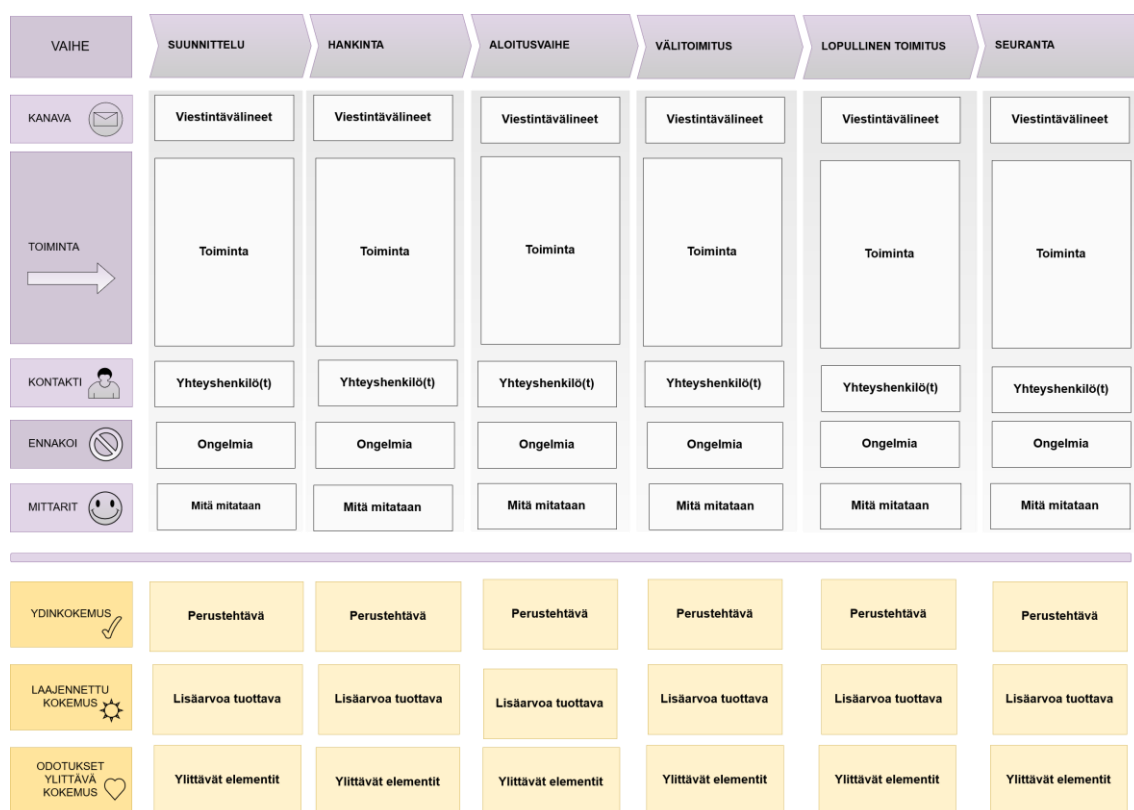 VAIHE
SUUNNITTELU
HANKINTA
ALOITUSVAIHE
VÄLITOIMITUS
LOPULLINEN TOIMITUS
SEURANTA
KANAVA
Viestintävälineet
Viestintävälineet
Viestintävälineet
Viestintävälineet
Viestintävälineet
Viestintävälineet
TOIMINTA
Toiminta
Toiminta
Toiminta
Toiminta
Toiminta
Toiminta
KONTAKTI
Yhteyshenkilö(t)
Yhteyshenkilö(t)
Yhteyshenkilö(t)
Yhteyshenkilö(t)
Yhteyshenkilö(t)
Yhteyshenkilö(t)
ENNAKOI
Ongelmia
Ongelmia
Ongelmia
Ongelmia
Ongelmia
Ongelmia
MITTARIT
Mitä mitataan
Mitä mitataan
Mitä mitataan
Mitä mitataan
Mitä mitataan
Mitä mitataan
YDINKOKEMUS
Perustehtävä
Perustehtävä
Perustehtävä
Perustehtävä
Perustehtävä
Perustehtävä
LAAJENNETTU
KOKEMUS
Lisäarvoa tuottava
Lisäarvoa tuottava
Lisäarvoa tuottava
Lisäarvoa tuottava
Lisäarvoa tuottava
Lisäarvoa tuottava
ODOTUKSET
YLITTÄVÄ
KOKEMUS
Ylittävät elementit
Ylittävät elementit
Ylittävät elementit
Ylittävät elementit
Ylittävät elementit
Ylittävät elementit